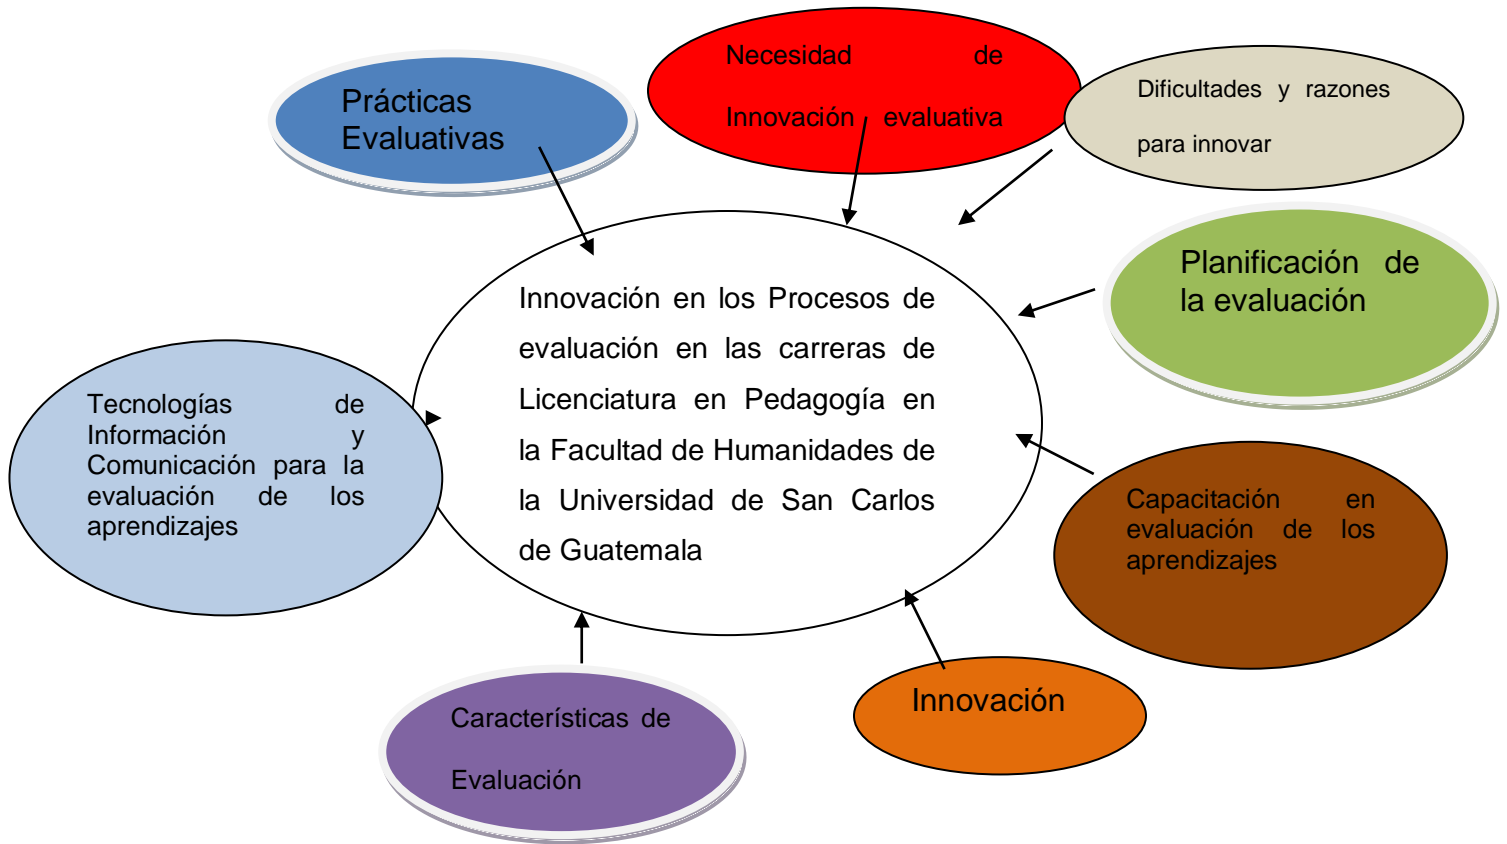 Prácticas
Evaluativas
Necesidad de
Innovación evaluativa
Dificultades y razones
para innovar
Planificación de
la evaluación
Innovación en los Procesos de
evaluación en las carreras de
Licenciatura en Pedagogía en
la Facultad de Humanidades de
la Universidad de San Carlos
de Guatemala
Tecnologías de
Información y
Comunicación para la
evaluación de los
aprendizajes
Capacitación en
evaluación de los
aprendizajes
Innovación
Características de
Evaluación